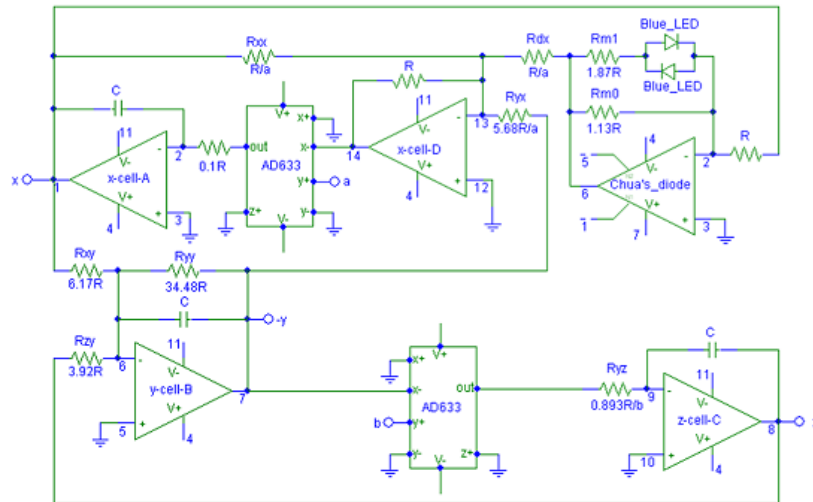 Blue_LED
Rxx
R/a
Rdx
R/a
Rm1
1.87R
Blue_LED
R
C
V+
x+
11
V-
Ryx
5.68R/a
Rm0
1.13R
11
V-
2
0.1R
out
x-
14
13
x-cell-D
4
V-
2
R
x
1
x-cell-A
AD633
y+
a
V+
12
5
6
Chua's_diode
V+
3
4
z+
y-
V-
4
V+
1
7
3
Rxy
6.17R
Ryy
34.48R
C
-y
Rzy
3.92R
6
11
V-
y-cell-B
V+
7
5
4
V+
x+
x-
out
AD633
b
y+
y-
z+
V-
Ryz
0.893R/b
C
9
11
V-
z-cell-C
V+
8
10
4